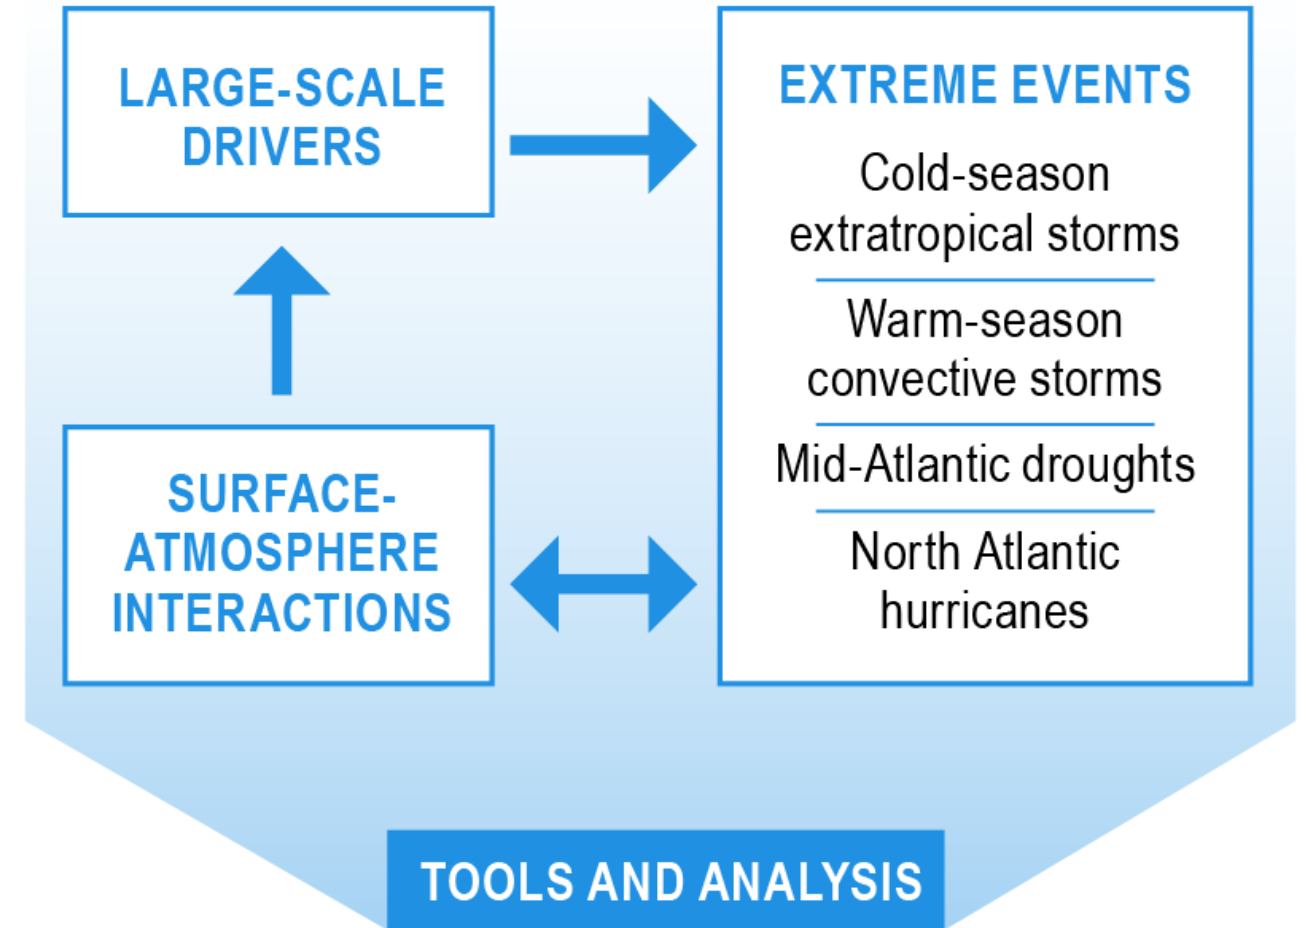 LARGE-SCALE
DRIVERS
EXTREME EVENTS
Cold-season
extratropical storms
Warm-season
convective storms
Mid-Atlantic droughts
North Atlantic
hurricanes
SURFACE-
ATMOSPHERE
INTERACTIONS
TOOLS AND ANALYSIS